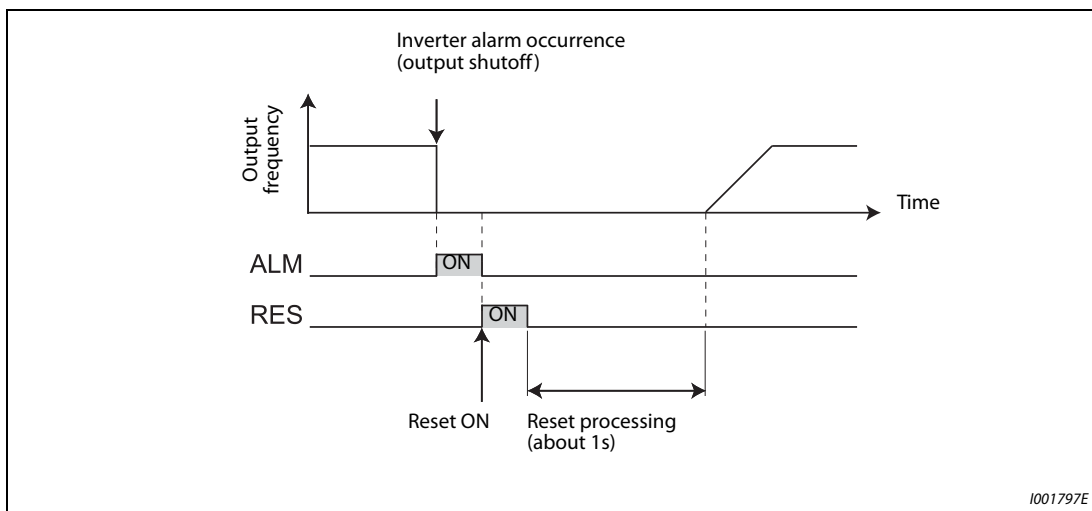 Inverter alarm occurrence
(output shutoff)
Output
frequency
Time
ALM
ON
RES
ON
Reset ON
Reset processing
(about 1s)
I001797E